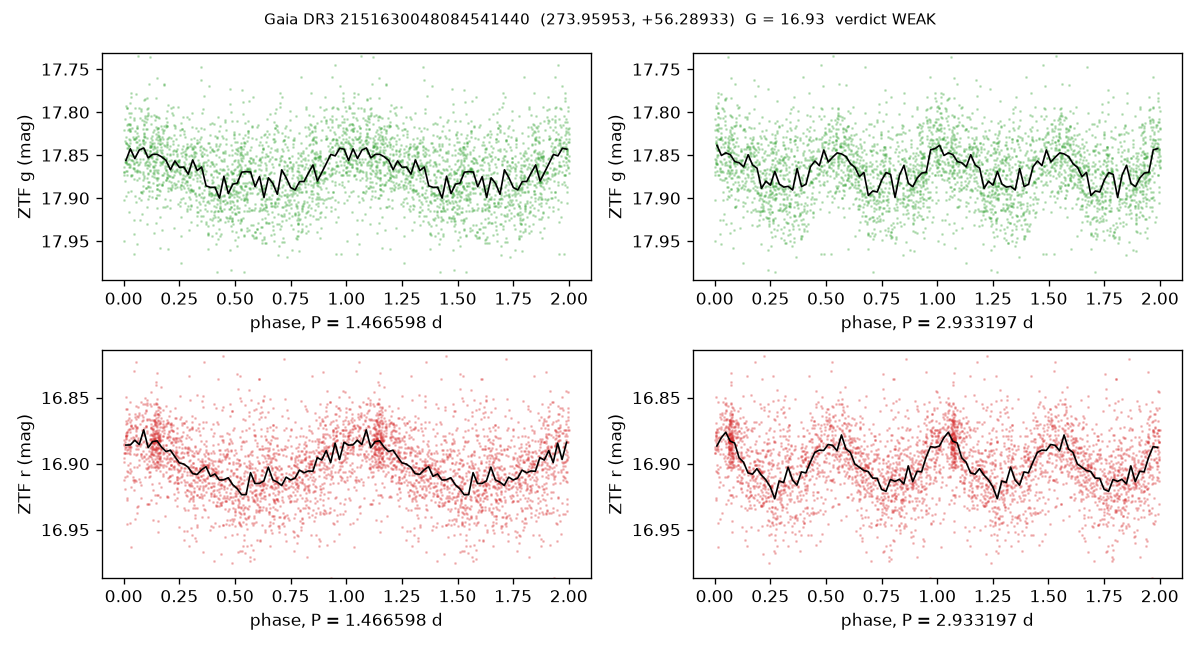 Gaia DR3 2151630048084541440 (273.95953, +56.28933) G = 16.93 verdict WEAK
ZTF g (mag)
17.75
17.80
17.85
17.90
17.95
0.00 0.25 0.50 0.75 1.00 1.25 1.50 1.75 2.00
phase, P = 1.466598 d
ZTF g (mag)
17.75
17.80
17.85
17.90
17.95
0.00 0.25 0.50 0.75 1.00 1.25 1.50 1.75 2.00
phase, P = 2.933197 d
ZTF r (mag)
16.85
16.90
16.95
0.00 0.25 0.50 0.75 1.00 1.25 1.50 1.75 2.00
phase, P = 1.466598 d
ZTF r (mag)
16.85
16.90
16.95
0.00 0.25 0.50 0.75 1.00 1.25 1.50 1.75 2.00
phase, P = 2.933197 d